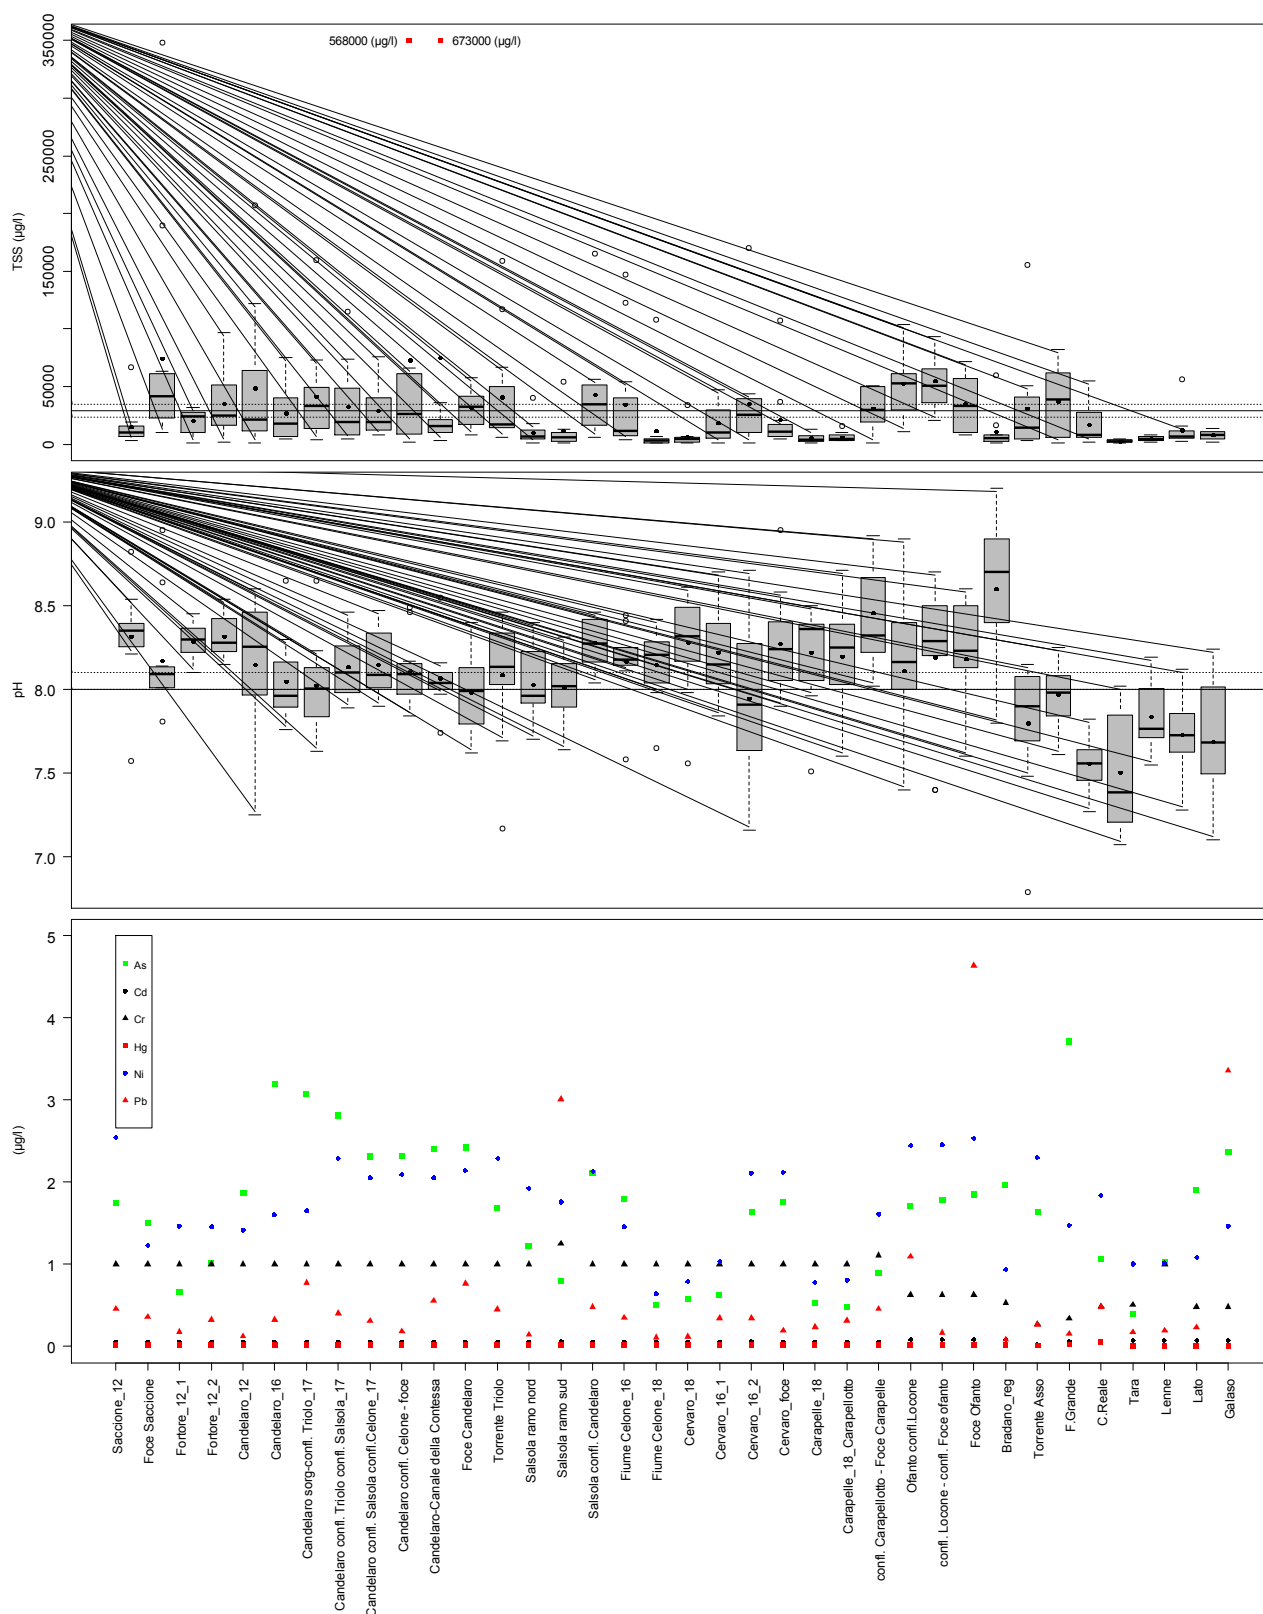 568000 (µg/l)
673000 (µg/l)
TSS (µg/l)
350000
250000
150000
50000
0
pH
9.0
8.5
8.0
7.5
7.0
(µg/l)
5
4
3
2
1
0
As
Cd
Cr
Hg
Ni
Pb
Saccione_12
Foce Saccione
Fortore_12_1
Fortore_12_2
Candelaro_12
Candelaro_16
Candelaro sorg-confl. Triolo_17
Candelaro confl. Triolo confl. Salsola_17
Candelaro confl. Salsola confl.Celone_17
Candelaro confl. Celone - foce
Candelaro-Canale della Contessa
Foce Candelaro
Torrente Triolo
Salsola ramo nord
Salsola ramo sud
Salsola confl. Candelaro
Fiume Celone_16
Fiume Celone_18
Cervaro_18
Cervaro_16_1
Cervaro_16_2
Cervaro_foce
Carapelle_18
Carapelle_18_Carapellotto
confl. Carapellotto - Foce Carapelle
Ofanto confl.Locone
confl. Locone - confl. Foce ofanto
Foce Ofanto
Bradano_reg
Torrente Asso
F.Grande
C.Reale
Tara
Lenne
Lato
Galaso